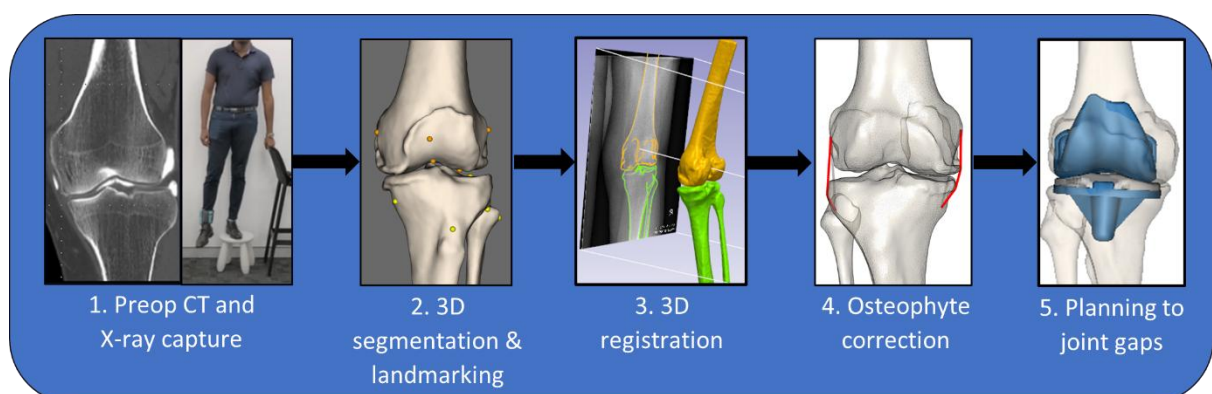 1. Preop CT and
X-ray capture
2. 3D
segmentation &
landmarking
3. 3D
registration
4. Osteophyte
correction
5. Planning to
joint gaps